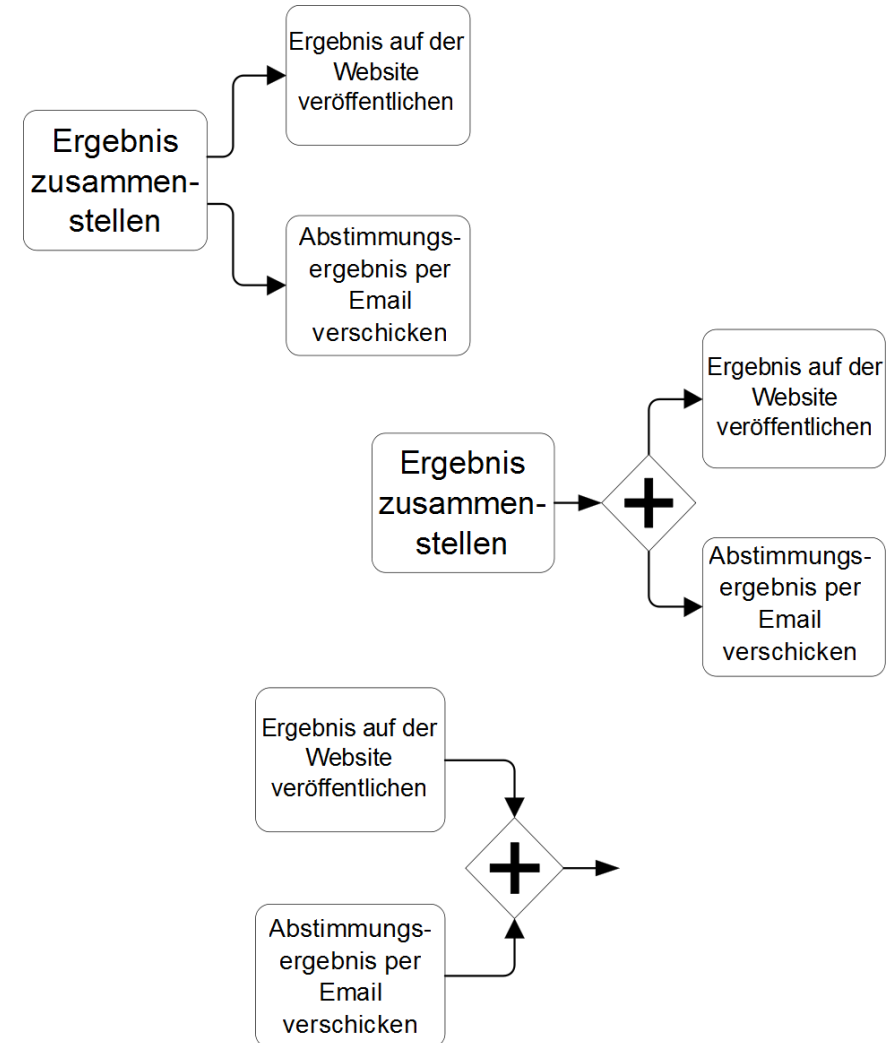 Ergebnis auf der
Website
veröffentlichen
Ergebnis
zusammen-
stellen
Abstimmungs-
ergebnis per
Email
verschicken
Ergebnis auf der
Website
veröffentlichen
Ergebnis
zusammen-
stellen
Abstimmungs-
ergebnis per
Email
verschicken
Ergebnis auf der
Website
veröffentlichen
Abstimmungs-
ergebnis per
Email
verschicken